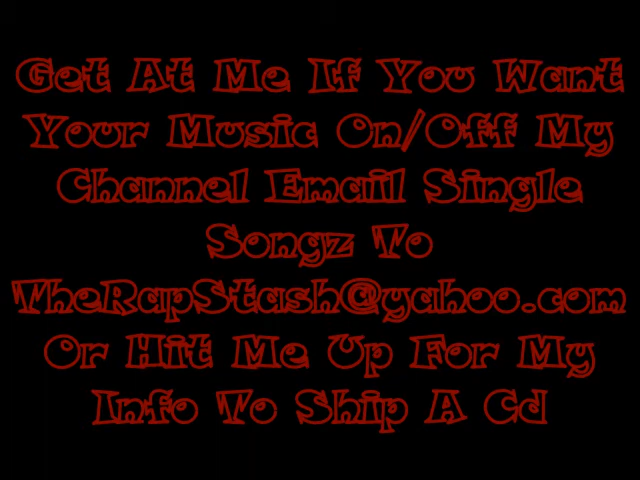 Get At Me If You Want
Your Music On/Off My
Channel Email Single
Songz To
TheRapStash@yahoo.com
Or Hit Me Up For My
Info To Ship A Cd